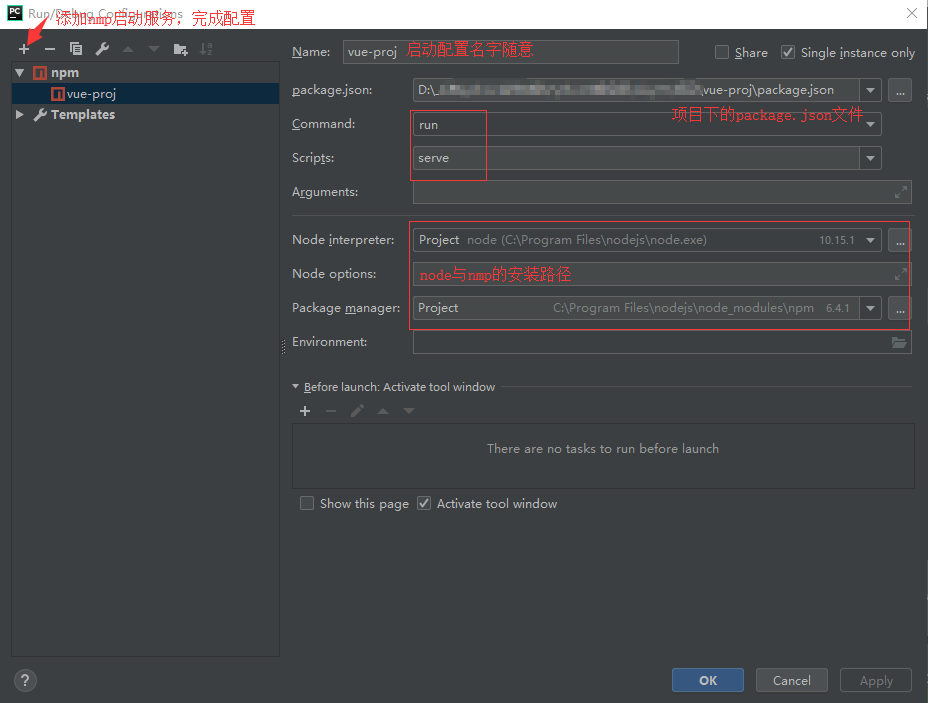 PC Run/Debug Configurations
添加nmp启动服务，完成配置
npm
vue-proj
Templates
Name: vue-proj 启动配置名字随意 Share Single instance only
package.json: D:\ \vue-proj\package.json ...
项目下的package.json文件
Command: run
Scripts: serve
Arguments:
Node interpreter: Project node (C:\Program Files\nodejs\node.exe) 10.15.1 ...
Node options: node与nmp的安装路径
Package manager: Project C:\Program Files\nodejs\node_modules\npm 6.4.1 ...
Environment:
Before launch: Activate tool window
There are no tasks to run before launch
Show this page Activate tool window
? OK Cancel Apply